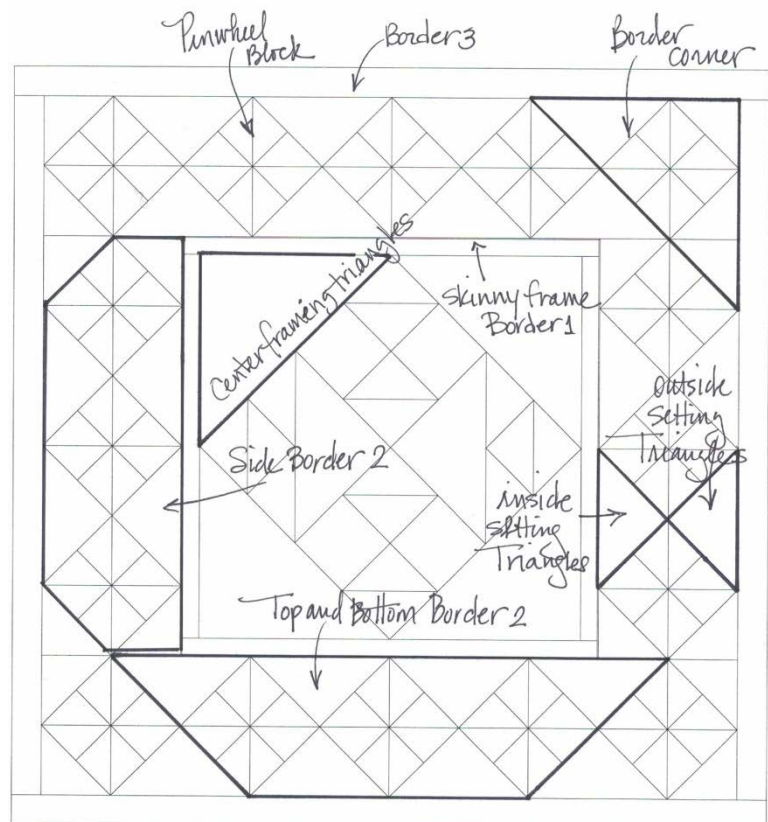 Pinwheel
Block
Border 3
Border
Corner
Center framing triangles
Skinny frame
Border 1
outside
Setting
Triangles
Side Border 2
inside
Setting
Triangles
Top and Bottom Border 2